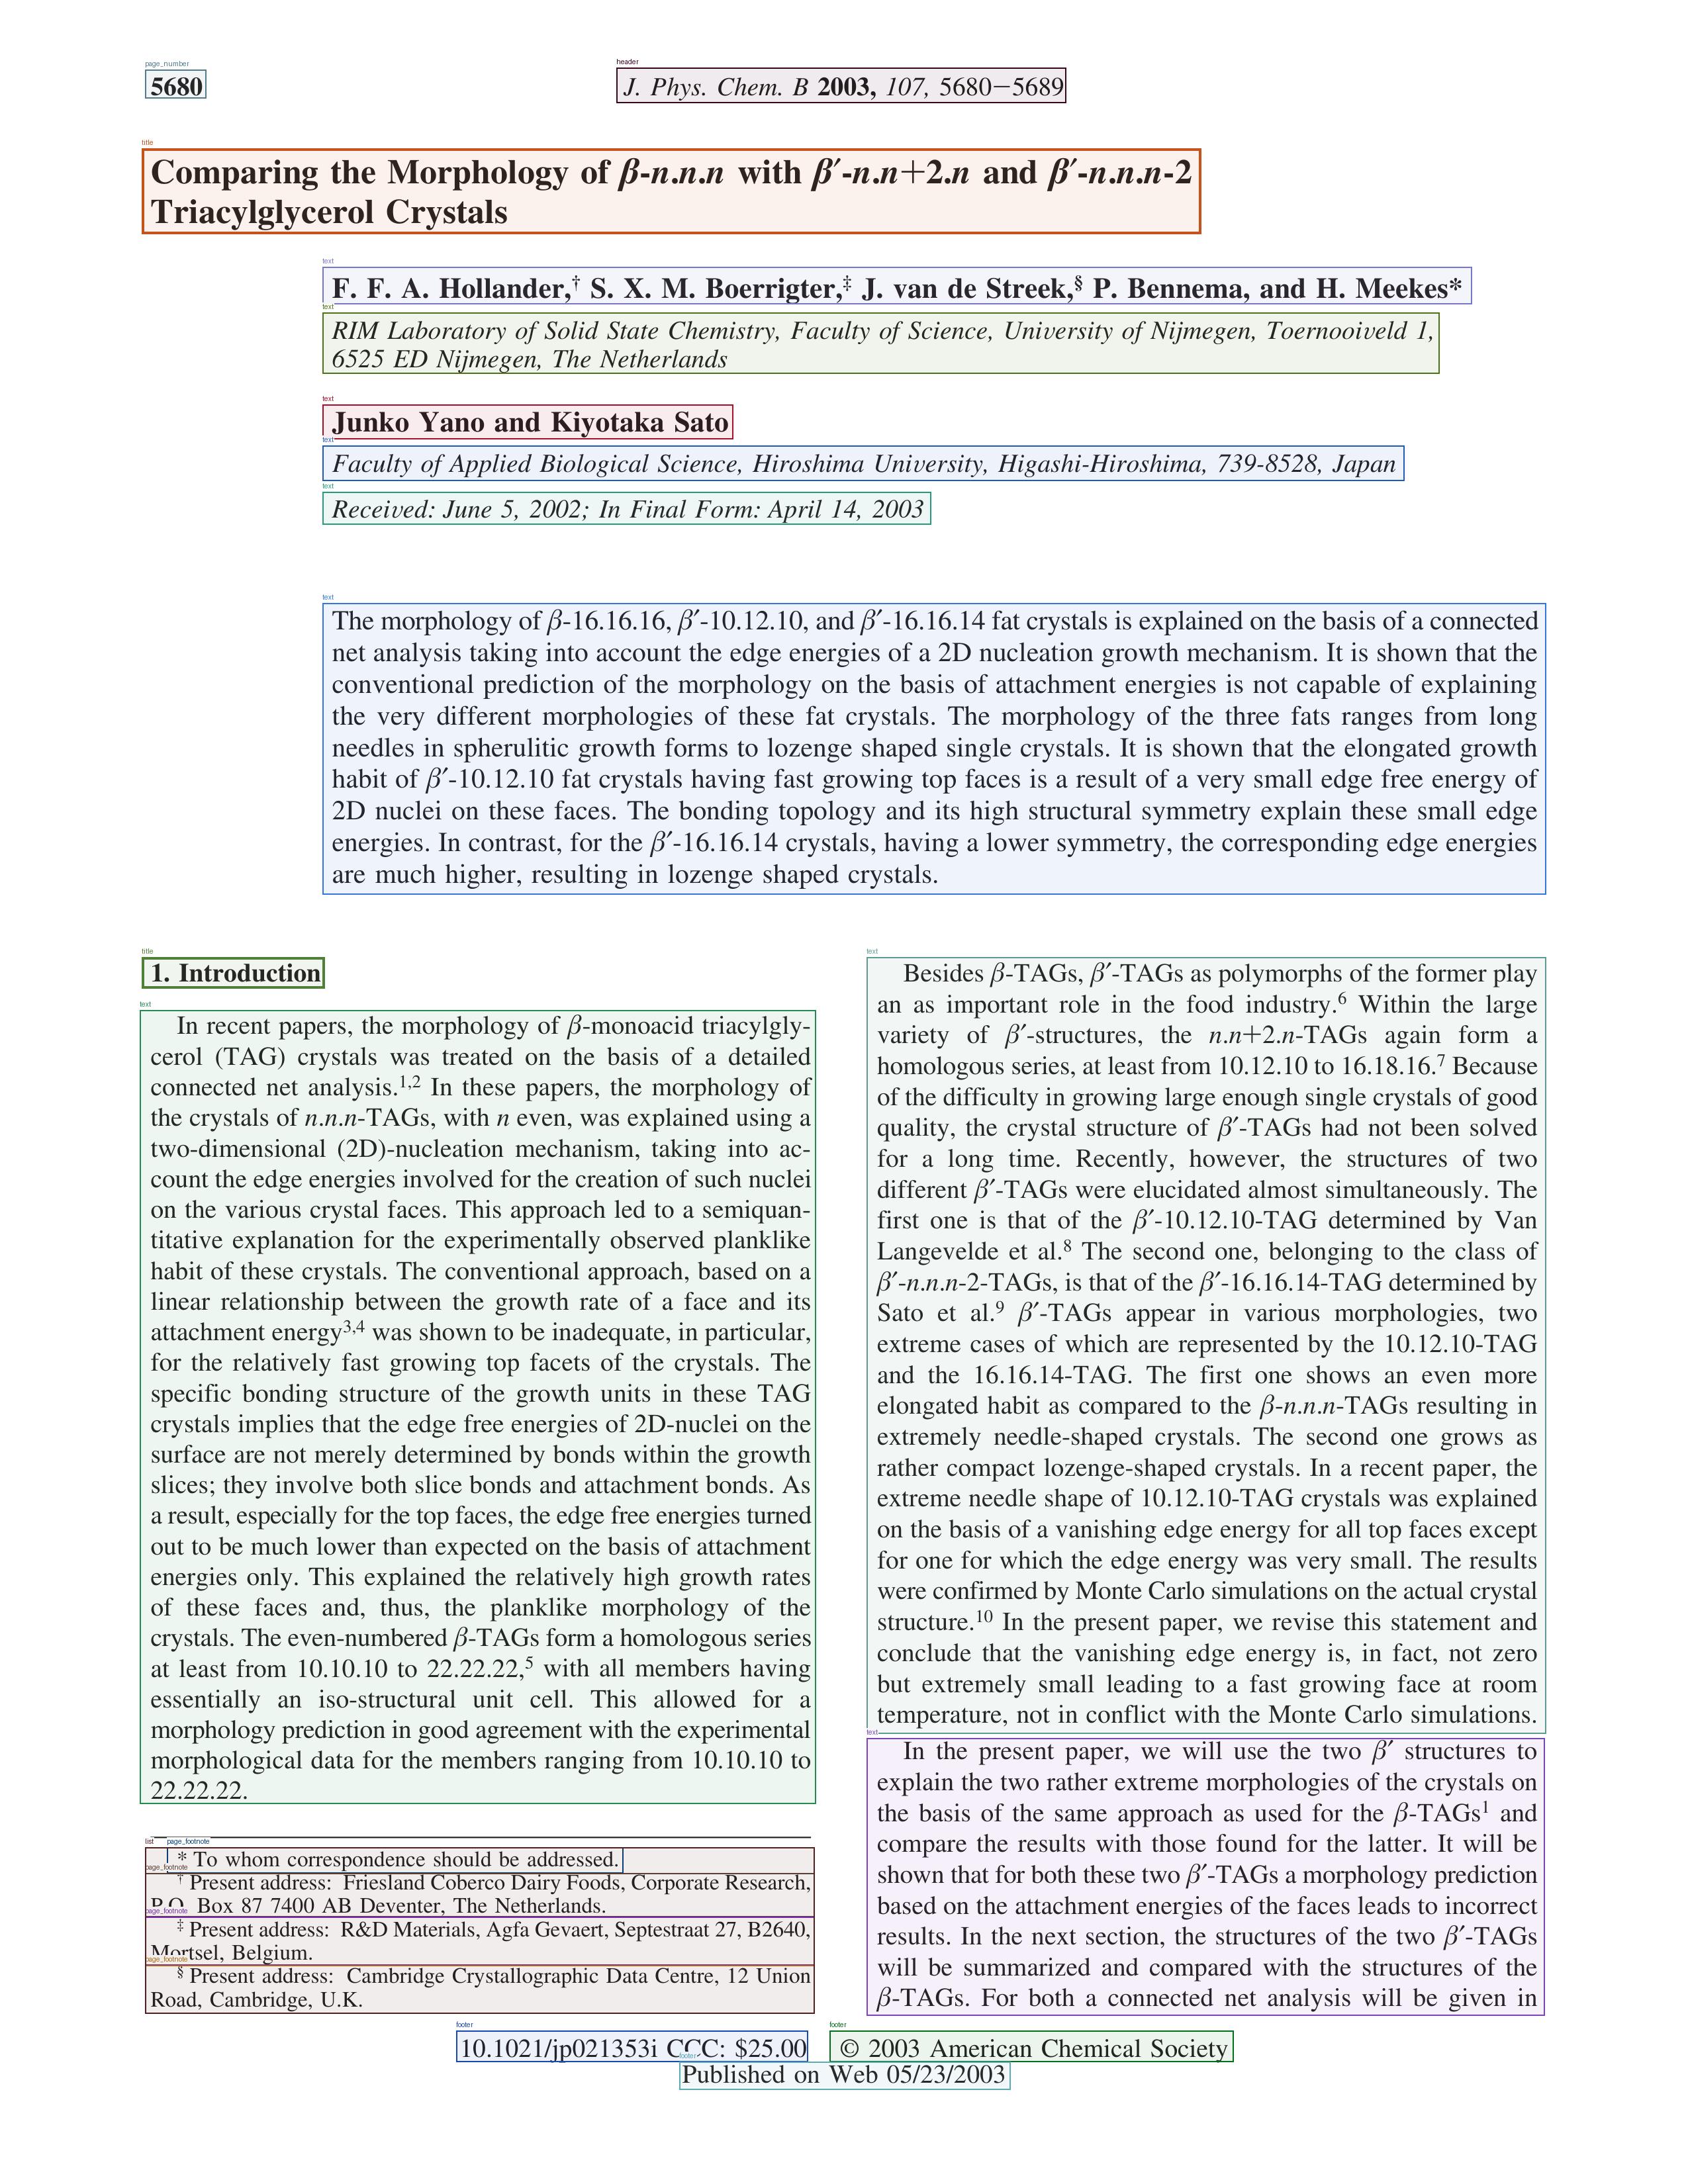 page_number
header
5680
J. Phys. Chem. B 2003, 107, 5680−5689
title
Comparing the Morphology of β-n.n.n with β′-n.n+2.n and β′-n.n.n-2
Triacylglycerol Crystals
text
F. F. A. Hollander,† S. X. M. Boerrigter,‡ J. van de Streek,§ P. Bennema, and H. Meekes*
text
RIM Laboratory of Solid State Chemistry, Faculty of Science, University of Nijmegen, Toernooiveld 1,
6525 ED Nijmegen, The Netherlands
text
Junko Yano and Kiyotaka Sato
text
Faculty of Applied Biological Science, Hiroshima University, Higashi-Hiroshima, 739-8528, Japan
text
Received: June 5, 2002; In Final Form: April 14, 2003
text
The morphology of β-16.16.16, β′-10.12.10, and β′-16.16.14 fat crystals is explained on the basis of a connected
net analysis taking into account the edge energies of a 2D nucleation growth mechanism. It is shown that the
conventional prediction of the morphology on the basis of attachment energies is not capable of explaining
the very different morphologies of these fat crystals. The morphology of the three fats ranges from long
needles in spherulitic growth forms to lozenge shaped single crystals. It is shown that the elongated growth
habit of β′-10.12.10 fat crystals having fast growing top faces is a result of a very small edge free energy of
2D nuclei on these faces. The bonding topology and its high structural symmetry explain these small edge
energies. In contrast, for the β′-16.16.14 crystals, having a lower symmetry, the corresponding edge energies
are much higher, resulting in lozenge shaped crystals.
title
1. Introduction
text
In recent papers, the morphology of β-monoacid triacylgly-
cerol (TAG) crystals was treated on the basis of a detailed
connected net analysis.1,2 In these papers, the morphology of
the crystals of n.n.n-TAGs, with n even, was explained using a
two-dimensional (2D)-nucleation mechanism, taking into ac-
count the edge energies involved for the creation of such nuclei
on the various crystal faces. This approach led to a semiquan-
titative explanation for the experimentally observed planklike
habit of these crystals. The conventional approach, based on a
linear relationship between the growth rate of a face and its
attachment energy3,4 was shown to be inadequate, in particular,
for the relatively fast growing top facets of the crystals. The
specific bonding structure of the growth units in these TAG
crystals implies that the edge free energies of 2D-nuclei on the
surface are not merely determined by bonds within the growth
slices; they involve both slice bonds and attachment bonds. As
a result, especially for the top faces, the edge free energies turned
out to be much lower than expected on the basis of attachment
energies only. This explained the relatively high growth rates
of these faces and, thus, the planklike morphology of the
crystals. The even-numbered β-TAGs form a homologous series
at least from 10.10.10 to 22.22.22,5 with all members having
essentially an iso-structural unit cell. This allowed for a
morphology prediction in good agreement with the experimental
morphological data for the members ranging from 10.10.10 to
22.22.22.
list
page_footnote
* To whom correspondence should be addressed.
page_footnote
† Present address: Friesland Coberco Dairy Foods, Corporate Research,
P.O. Box 87 7400 AB Deventer, The Netherlands.
page_footnote
‡ Present address: R&D Materials, Agfa Gevaert, Septestraat 27, B2640,
Mortsel, Belgium.
page_footnote
§ Present address: Cambridge Crystallographic Data Centre, 12 Union
Road, Cambridge, U.K.
text
Besides β-TAGs, β′-TAGs as polymorphs of the former play
an as important role in the food industry.6 Within the large
variety of β′-structures, the n.n+2.n-TAGs again form a
homologous series, at least from 10.12.10 to 16.18.16.7 Because
of the difficulty in growing large enough single crystals of good
quality, the crystal structure of β′-TAGs had not been solved
for a long time. Recently, however, the structures of two
different β′-TAGs were elucidated almost simultaneously. The
first one is that of the β′-10.12.10-TAG determined by Van
Langevelde et al.8 The second one, belonging to the class of
β′-n.n.n-2-TAGs, is that of the β′-16.16.14-TAG determined by
Sato et al.9 β′-TAGs appear in various morphologies, two
extreme cases of which are represented by the 10.12.10-TAG
and the 16.16.14-TAG. The first one shows an even more
elongated habit as compared to the β-n.n.n-TAGs resulting in
extremely needle-shaped crystals. The second one grows as
rather compact lozenge-shaped crystals. In a recent paper, the
extreme needle shape of 10.12.10-TAG crystals was explained
on the basis of a vanishing edge energy for all top faces except
for one for which the edge energy was very small. The results
were confirmed by Monte Carlo simulations on the actual crystal
structure.10 In the present paper, we revise this statement and
conclude that the vanishing edge energy is, in fact, not zero
but extremely small leading to a fast growing face at room
temperature, not in conflict with the Monte Carlo simulations.
text
In the present paper, we will use the two β′ structures to
explain the two rather extreme morphologies of the crystals on
the basis of the same approach as used for the β-TAGs1 and
compare the results with those found for the latter. It will be
shown that for both these two β′-TAGs a morphology prediction
based on the attachment energies of the faces leads to incorrect
results. In the next section, the structures of the two β′-TAGs
will be summarized and compared with the structures of the
β-TAGs. For both a connected net analysis will be given in
footer
footer
10.1021/jp021353i CCC: $25.00
© 2003 American Chemical Society
footer
Published on Web 05/23/2003